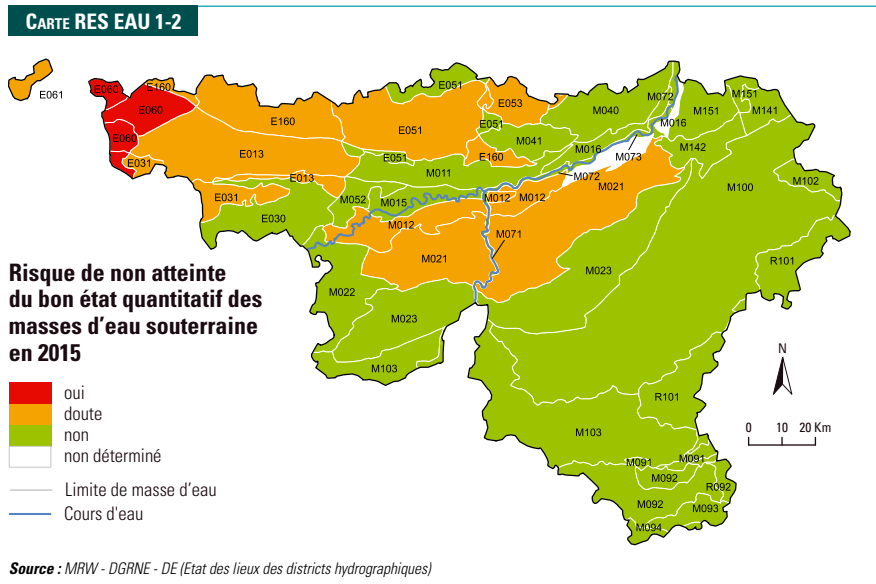 CARTE RES EAU 1-2
E061
E060
E160
E060
E060
E031
E160
E013
E013
E031
E030
E051
E051
E053
E051
E051
E160
M040
M041
M016
M072
M016
M073
M151
M151
M141
M142
M011
M052
M015
M012
M012
M012
M072
M021
M071
M021
M100
M102
R101
M022
M023
M023
M103
R101
M103
M091
M091
M092
R092
M092
M093
M094
Risque de non atteinte
du bon état quantitatif des
masses d'eau souterraine
en 2015
oui
doute
non
non déterminé
Limite de masse d'eau
Cours d'eau
N
0 10 20 Km
Source : MRW - DGRNE - DE (Etat des lieux des districts hydrographiques)